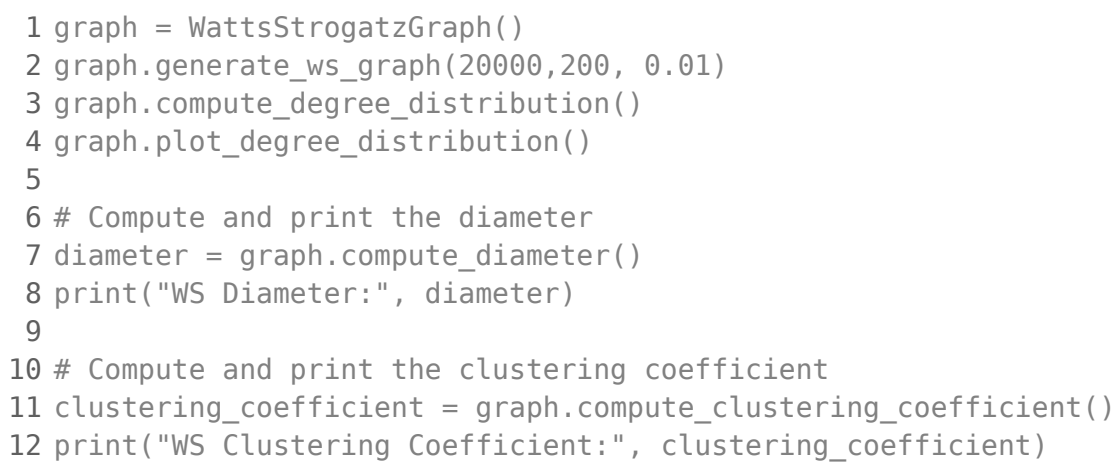 1 graph = WattsStrogatzGraph()
2 graph.generate_ws_graph(20000,200, 0.01)
3 graph.compute_degree_distribution()
4 graph.plot_degree_distribution()
5
6 # Compute and print the diameter
7 diameter = graph.compute_diameter()
8 print("WS Diameter:", diameter)
9
10 # Compute and print the clustering coefficient
11 clustering_coefficient = graph.compute_clustering_coefficient()
12 print("WS Clustering Coefficient:", clustering_coefficient)